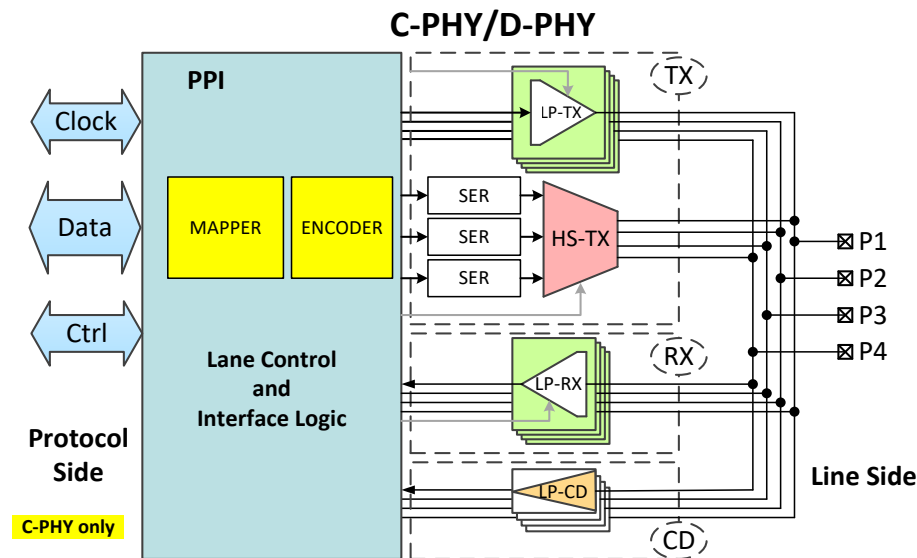 C-PHY/D-PHY
PPI
TX
Clock
LP-TX
Data
MAPPER
ENCODER
SER
SER
SER
HS-TX
P1
P2
P3
P4
Ctrl
RX
Lane Control
and
Interface Logic
LP-RX
Protocol
Side
Line Side
LP-CD
C-PHY only
CD